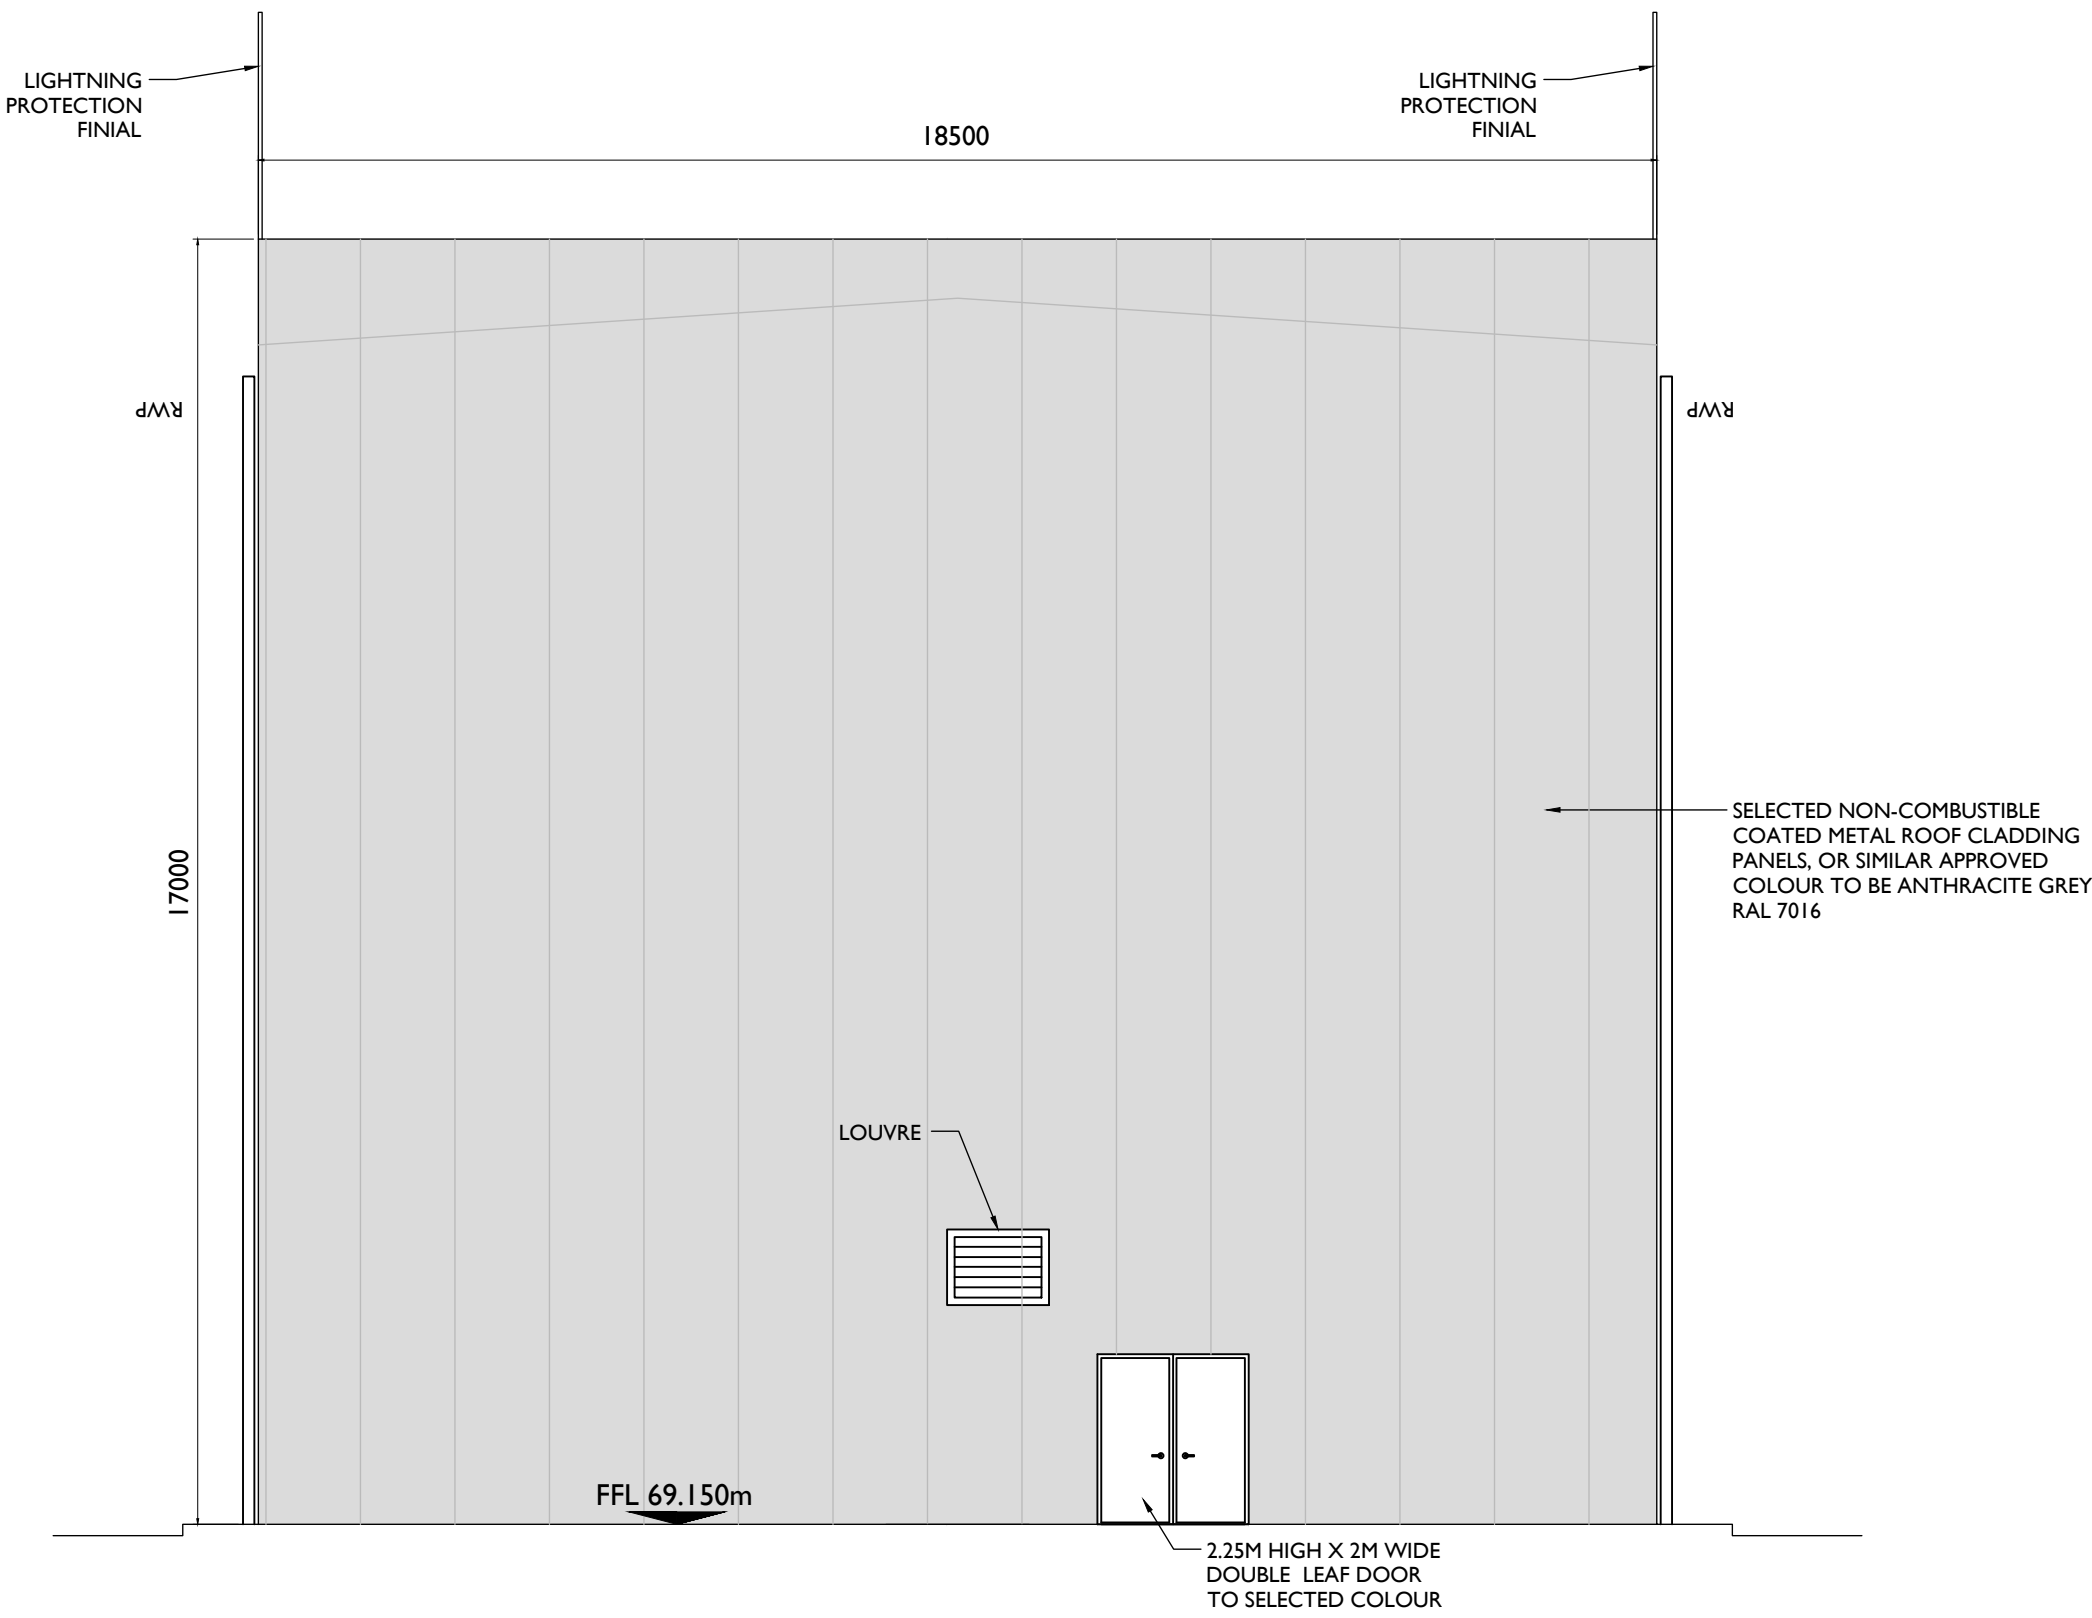 LIGHTNING
PROTECTION
FINIAL
LIGHTNING
PROTECTION
FINIAL
18500
RWP
RWP
17000
SELECTED NON-COMBUSTIBLE
COATED METAL ROOF CLADDING
PANELS, OR SIMILAR APPROVED
COLOUR TO BE ANTHRACITE GREY
RAL 7016
LOUVRE
FFL 69.150m
2.25M HIGH X 2M WIDE
DOUBLE LEAF DOOR
TO SELECTED COLOUR